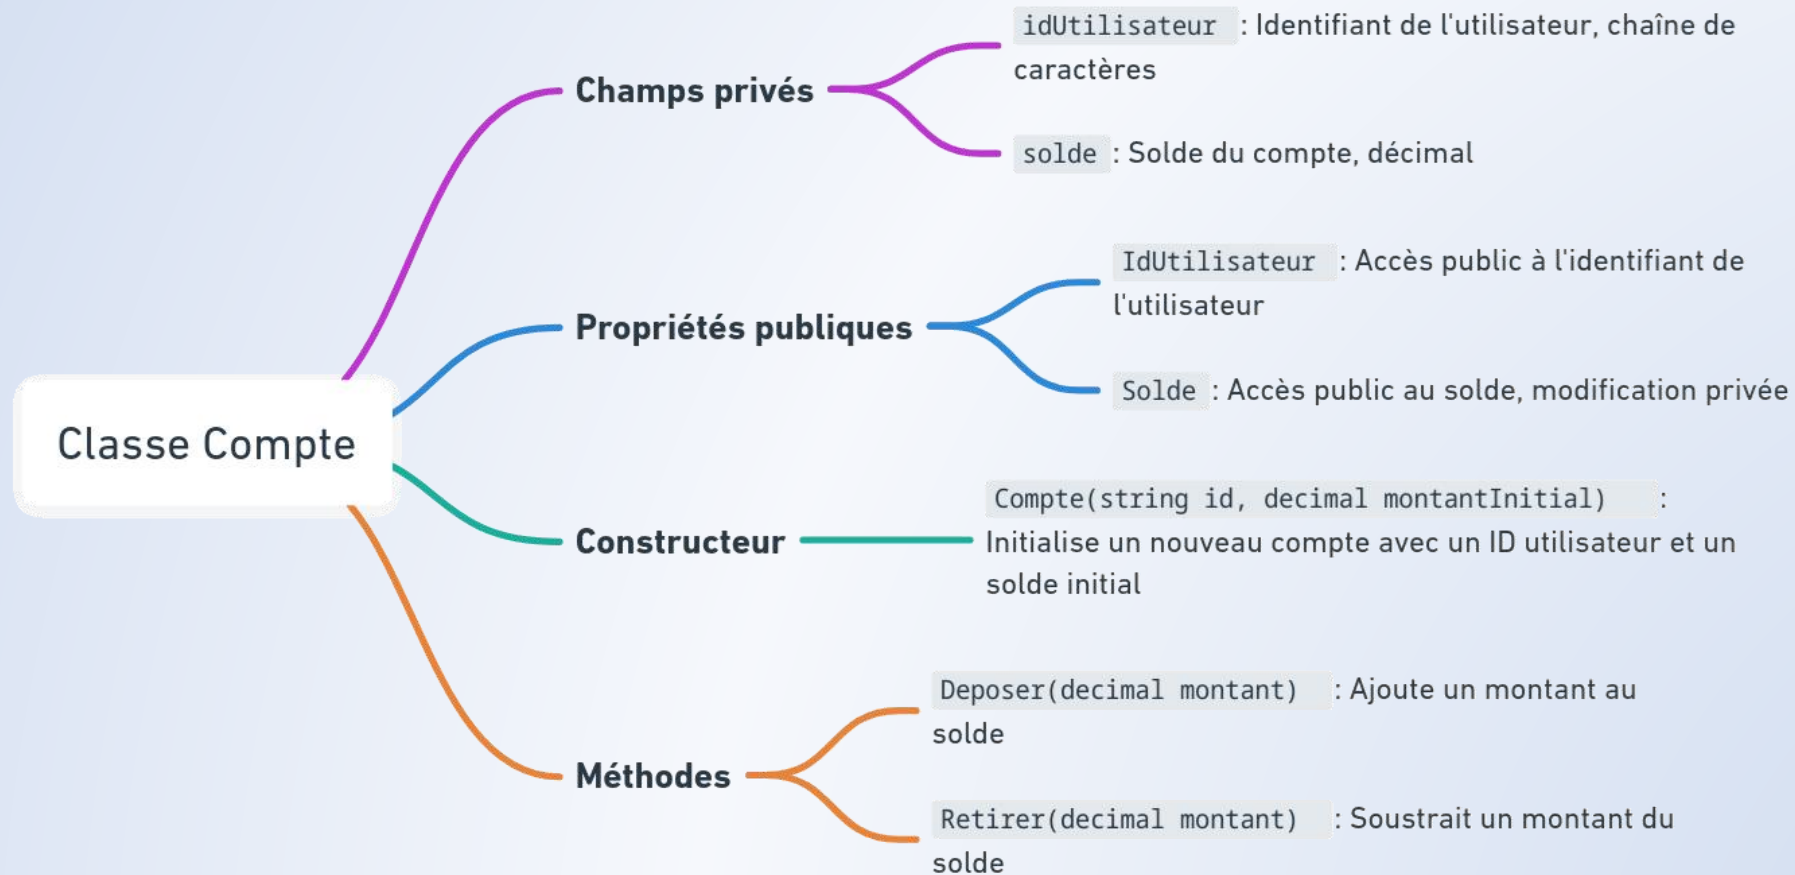 Classe Compte
Champs privés
idUtilisateur : Identifiant de l'utilisateur, chaîne de
caractères
solde : Solde du compte, décimal
Propriétés publiques
IdUtilisateur : Accès public à l'identifiant de
l'utilisateur
Solde : Accès public au solde, modification privée
Constructeur
Compte(string id, decimal montantInitial) :
Initialise un nouveau compte avec un ID utilisateur et un
solde initial
Méthodes
Deposer(decimal montant) : Ajoute un montant au
solde
Retirer(decimal montant) : Soustrait un montant du
solde